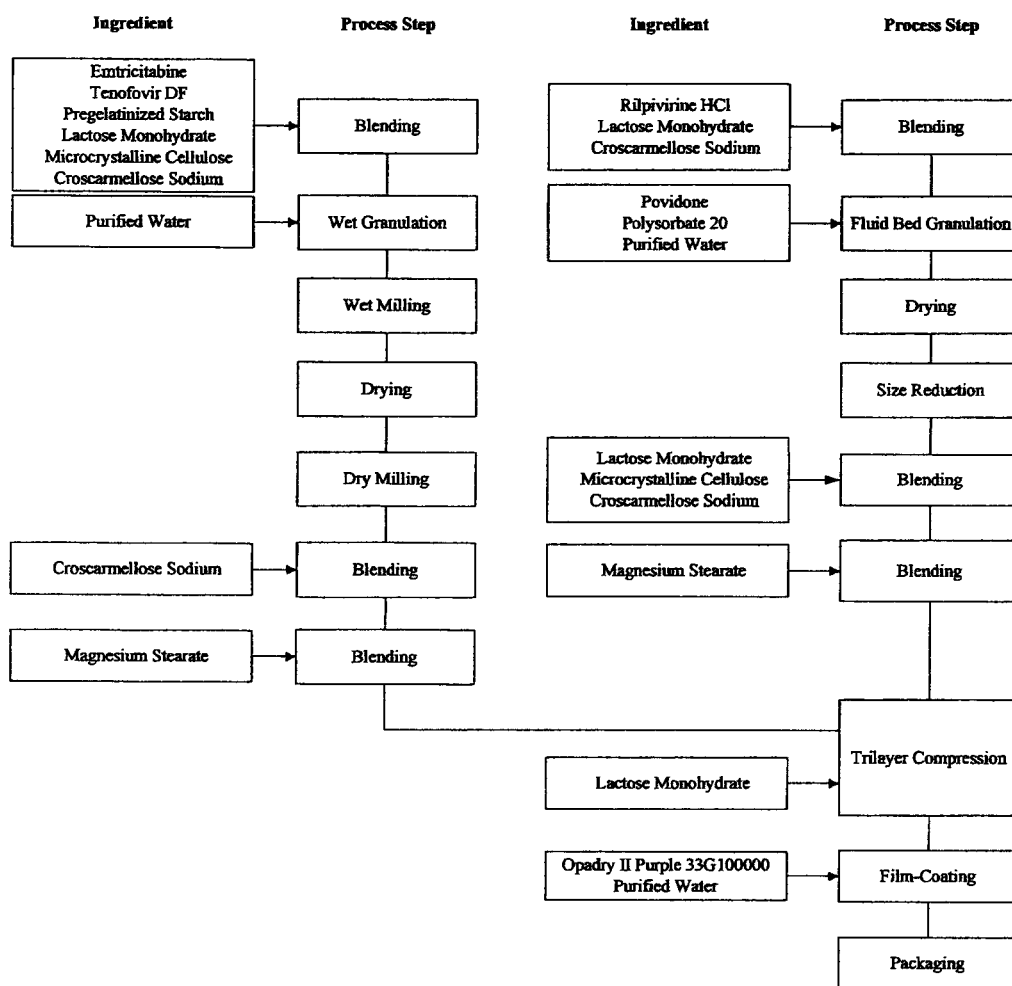 Ingredient
Process Step
Ingredient
Process Step
Emtricitabine
Tenofovir DF
Pregelatinized Starch
Lactose Monohydrate
Microcrystalline Cellulose
Croscarmellose Sodium
Blending
Purified Water
Wet Granulation
Wet Milling
Drying
Dry Milling
Croscarmellose Sodium
Blending
Magnesium Stearate
Blending
Rilpivirine HCl
Lactose Monohydrate
Croscarmellose Sodium
Blending
Povidone
Polysorbate 20
Purified Water
Fluid Bed Granulation
Drying
Size Reduction
Lactose Monohydrate
Microcrystalline Cellulose
Croscarmellose Sodium
Blending
Magnesium Stearate
Blending
Trilayer Compression
Lactose Monohydrate
Opadry II Purple 33G100000
Purified Water
Film-Coating
Packaging